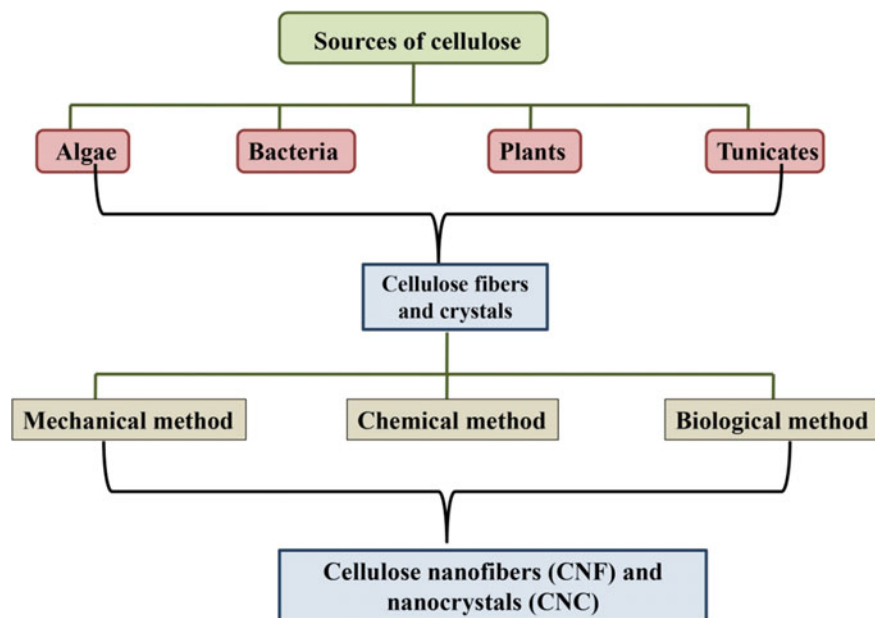 Sources of cellulose
Algae
Bacteria
Plants
Tunicates
Cellulose fibers
and crystals
Mechanical method
Chemical method
Biological method
Cellulose nanofibers (CNF) and
nanocrystals (CNC)